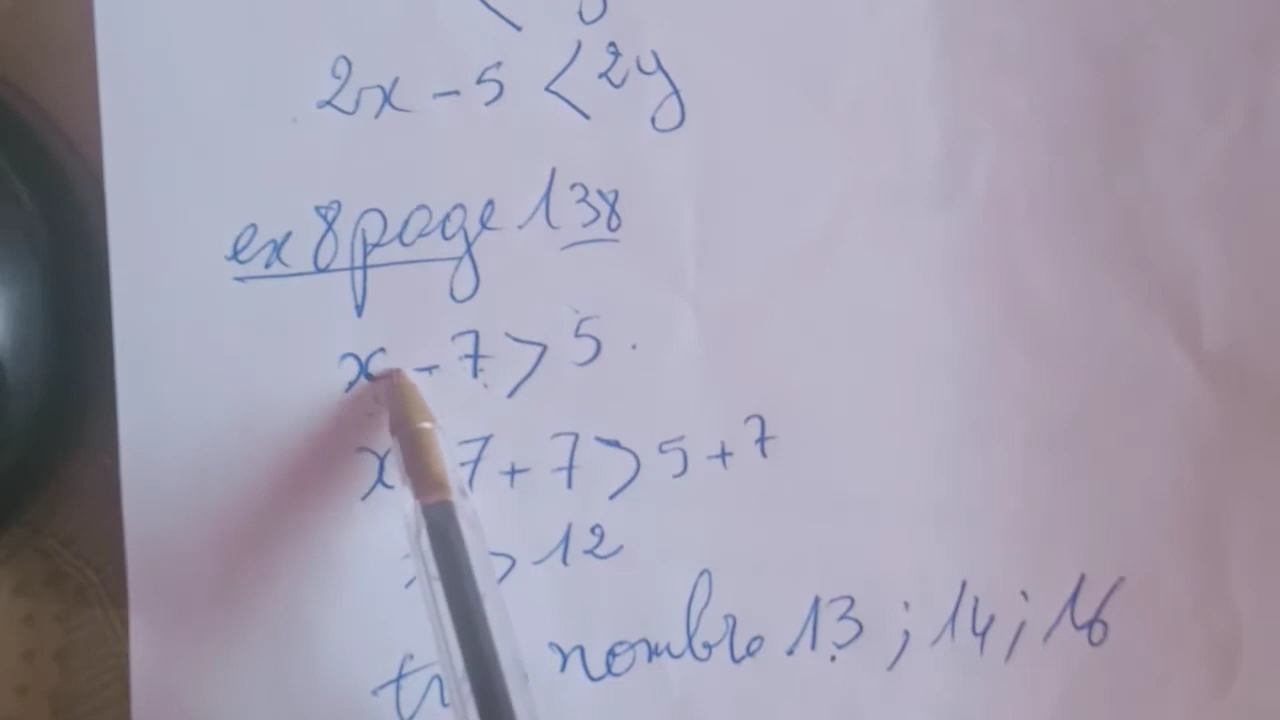 2x - 5 < 2y
ex 8 page 138
x - 7 > 5.
x 7 + 7 > 5 + 7
> 12
nombre 13 ; 14 ; 16